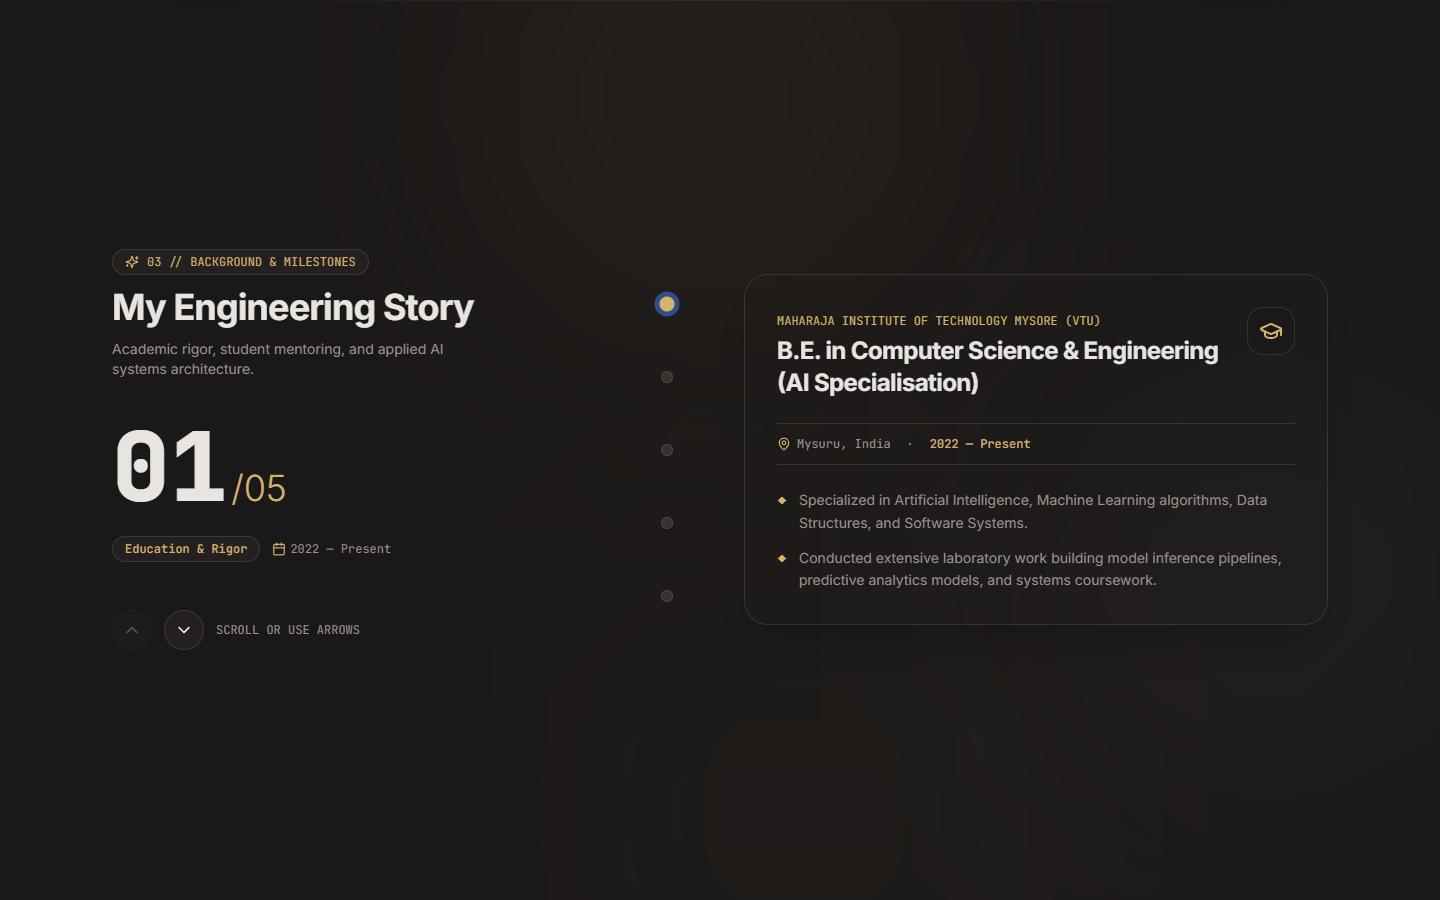 03 // BACKGROUND & MILESTONES
My Engineering Story
Academic rigor, student mentoring, and applied AI
systems architecture.
01 /05
Education & Rigor 2022 — Present
SCROLL OR USE ARROWS
MAHARAJA INSTITUTE OF TECHNOLOGY MYSORE (VTU)
B.E. in Computer Science & Engineering
(AI Specialisation)
Mysuru, India · 2022 — Present
Specialized in Artificial Intelligence, Machine Learning algorithms, Data
Structures, and Software Systems.
Conducted extensive laboratory work building model inference pipelines,
predictive analytics models, and systems coursework.